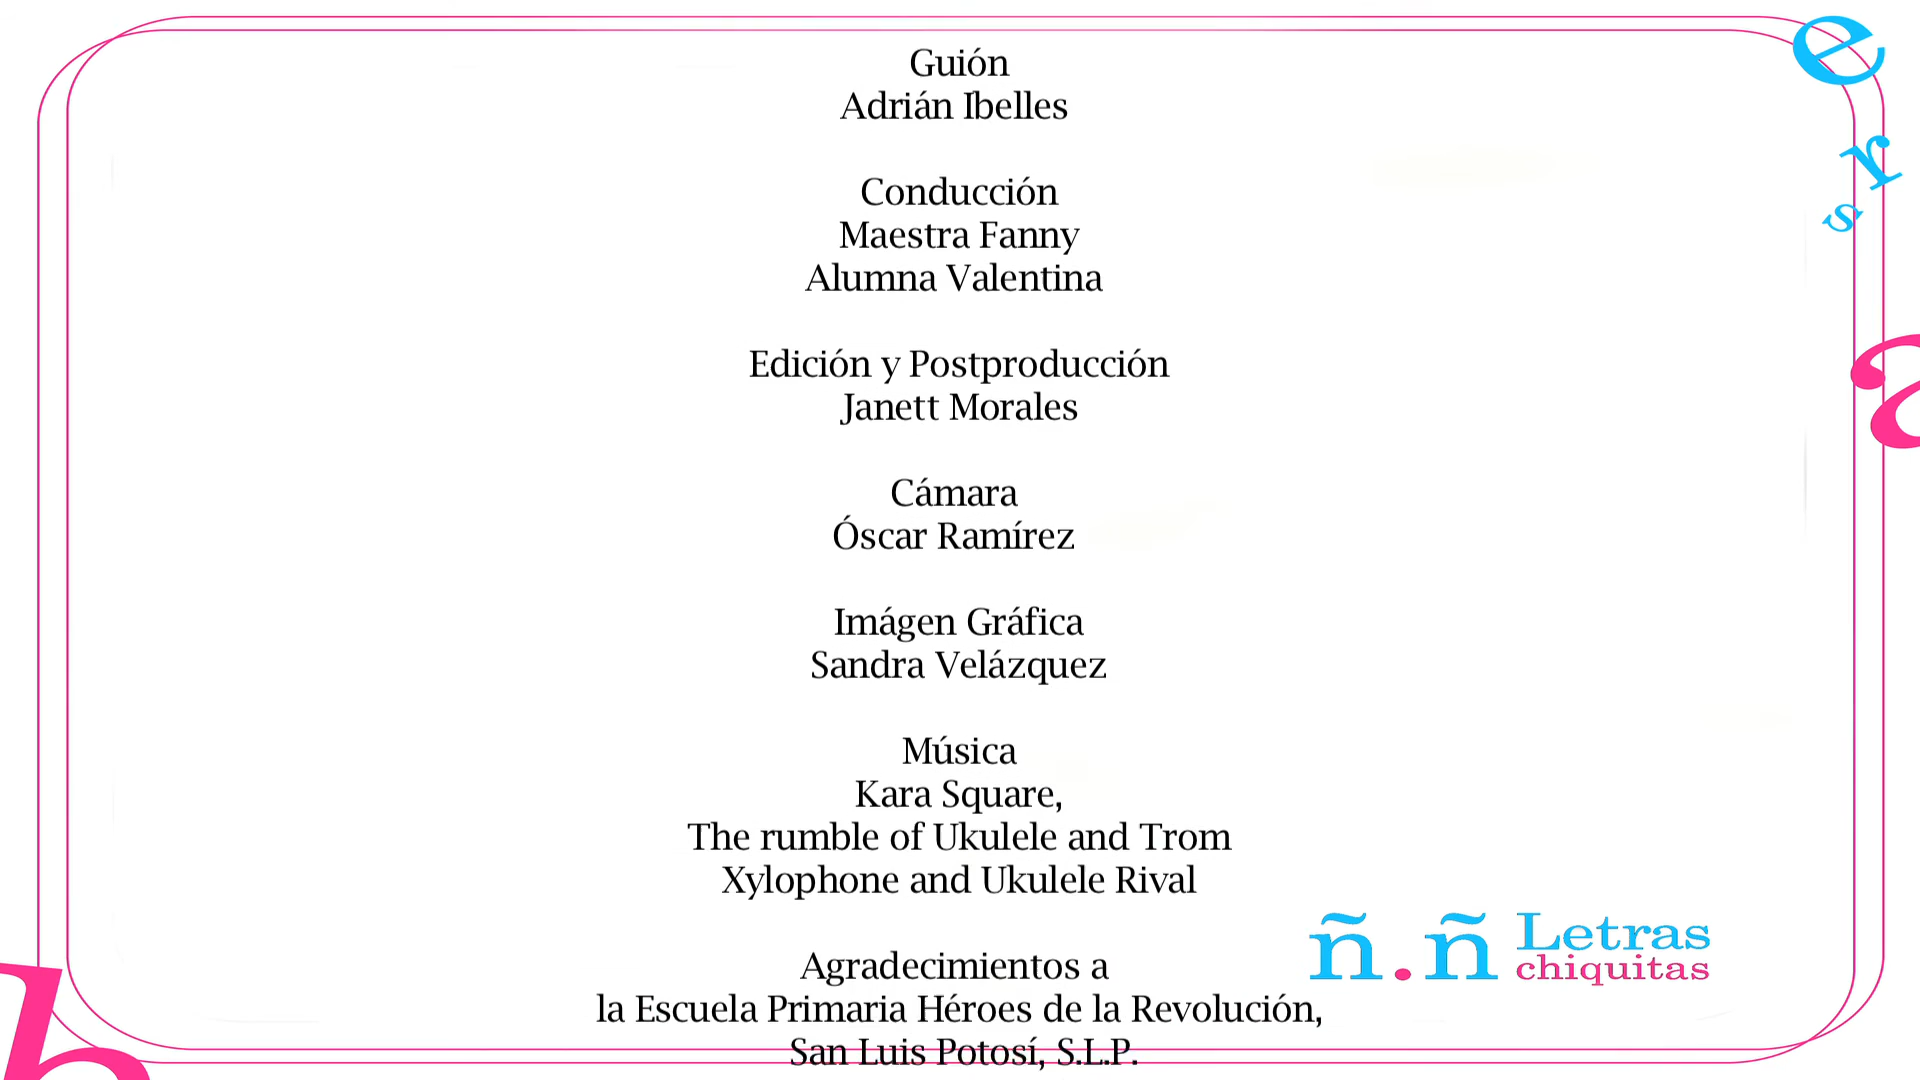 Guión
Adrián Ibelles
Conducción
Maestra Fanny
Alumna Valentina
Edición y Postproducción
Janett Morales
Cámara
Óscar Ramírez
Imágen Gráfica
Sandra Velázquez
Música
Kara Square,
The rumble of Ukulele and Trom
Xylophone and Ukulele Rival
Agradecimientos a
la Escuela Primaria Héroes de la Revolución,
San Luis Potosí, S.L.P.
ñ.ñ Letras
chiquitas
e
r
s
a
b